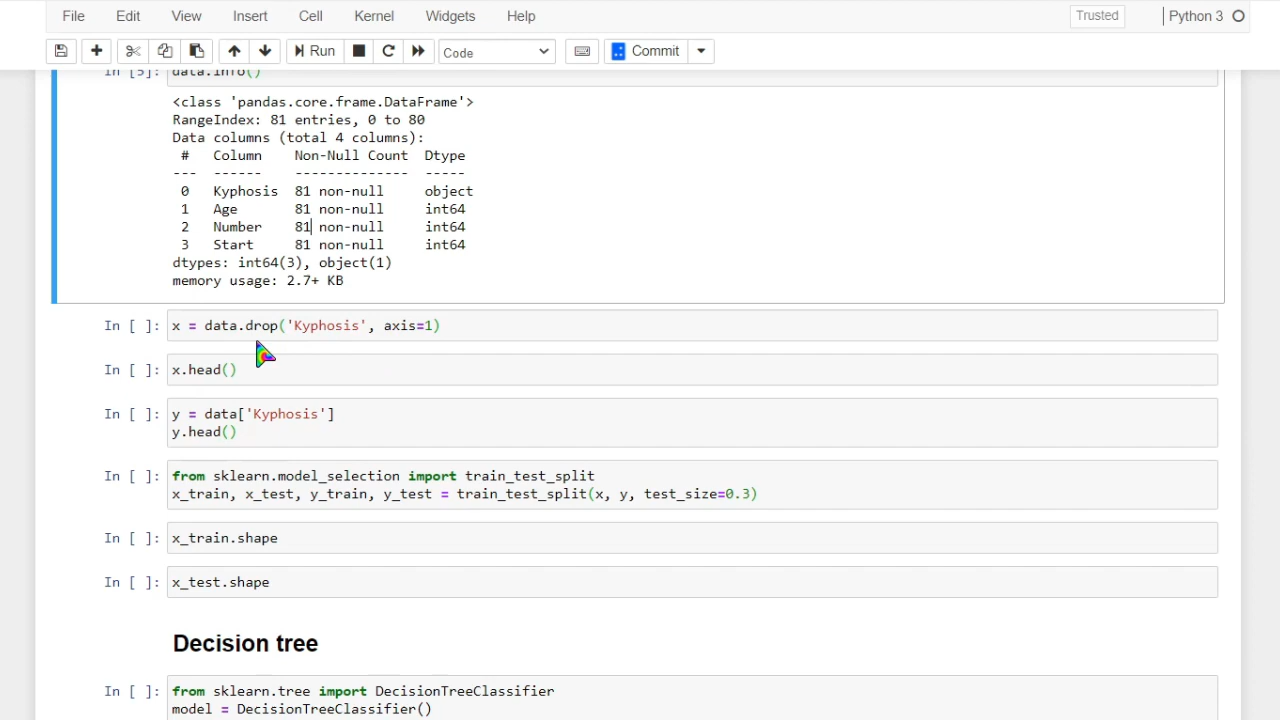 File Edit View Insert Cell Kernel Widgets Help Trusted Python 3
Run Code Commit
In [5]: data.info()
<class 'pandas.core.frame.DataFrame'>
RangeIndex: 81 entries, 0 to 80
Data columns (total 4 columns):
# Column Non-Null Count Dtype
--- ------ -------------- -----
0 Kyphosis 81 non-null object
1 Age 81 non-null int64
2 Number 81 non-null int64
3 Start 81 non-null int64
dtypes: int64(3), object(1)
memory usage: 2.7+ KB
In [ ]: x = data.drop('Kyphosis', axis=1)
In [ ]: x.head()
In [ ]: y = data['Kyphosis']
y.head()
In [ ]: from sklearn.model_selection import train_test_split
x_train, x_test, y_train, y_test = train_test_split(x, y, test_size=0.3)
In [ ]: x_train.shape
In [ ]: x_test.shape
Decision tree
In [ ]: from sklearn.tree import DecisionTreeClassifier
model = DecisionTreeClassifier()